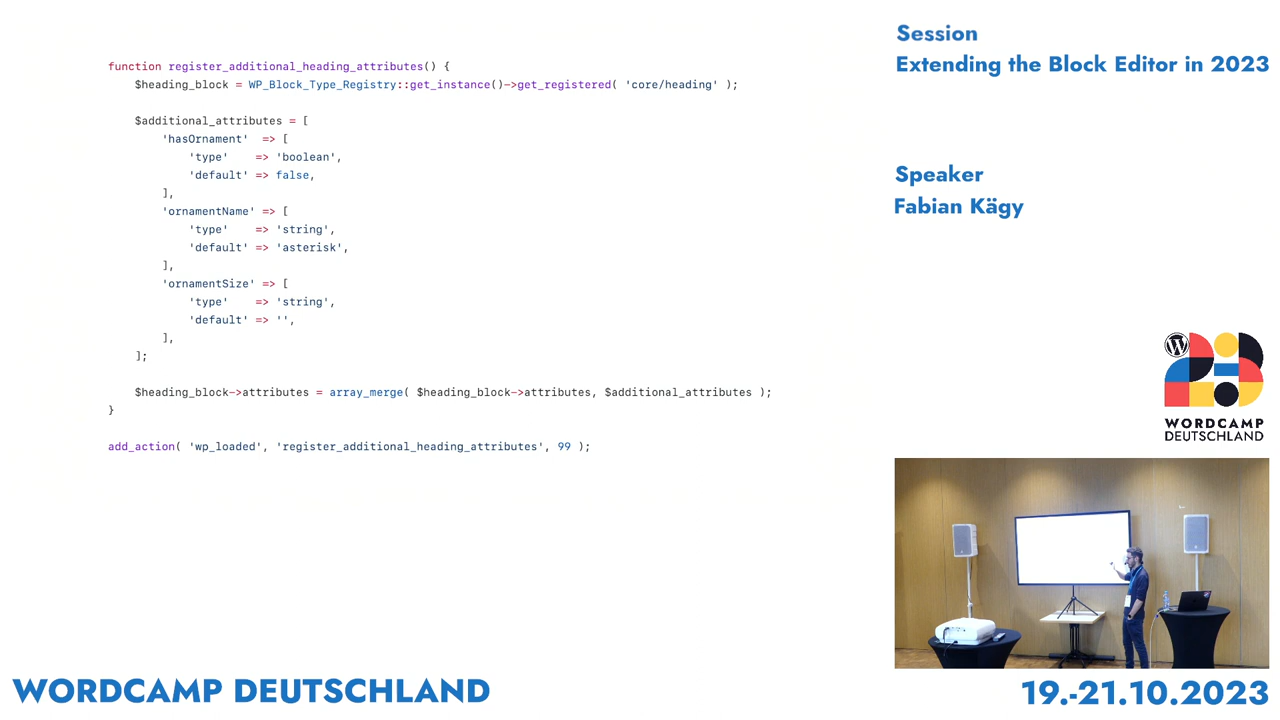 function register_additional_heading_attributes() {
    $heading_block = WP_Block_Type_Registry::get_instance()->get_registered( 'core/heading' );
    $additional_attributes = [
        'hasOrnament'  => [
            'type'    => 'boolean',
            'default' => false,
        ],
        'ornamentName' => [
            'type'    => 'string',
            'default' => 'asterisk',
        ],
        'ornamentSize' => [
            'type'    => 'string',
            'default' => '',
        ],
    ];
    $heading_block->attributes = array_merge( $heading_block->attributes, $additional_attributes );
}
add_action( 'wp_loaded', 'register_additional_heading_attributes', 99 );
Session
Extending the Block Editor in 2023
Speaker
Fabian Kägy
W
WORDCAMP
DEUTSCHLAND
WORDCAMP DEUTSCHLAND
19.-21.10.2023